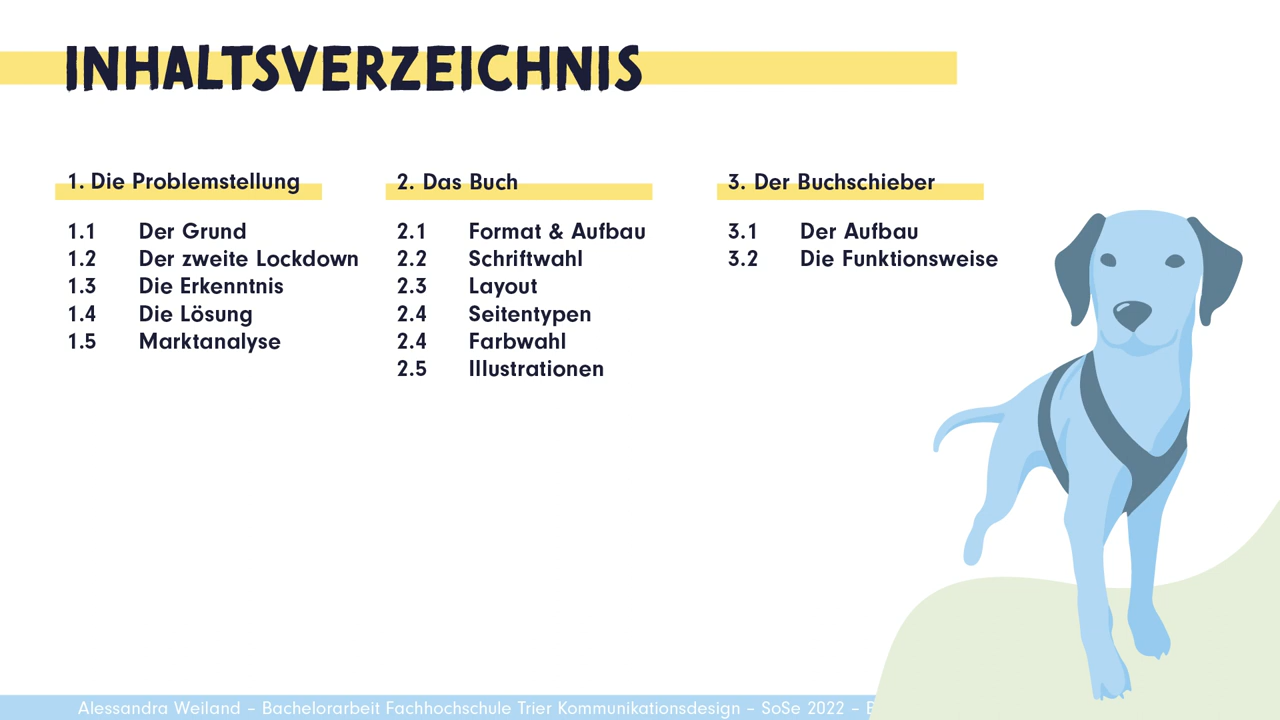 INHALTSVERZEICHNIS
1. Die Problemstellung
1.1 Der Grund
1.2 Der zweite Lockdown
1.3 Die Erkenntnis
1.4 Die Lösung
1.5 Marktanalyse
2. Das Buch
2.1 Format & Aufbau
2.2 Schriftwahl
2.3 Layout
2.4 Seitentypen
2.4 Farbwahl
2.5 Illustrationen
3. Der Buchschieber
3.1 Der Aufbau
3.2 Die Funktionsweise
Alessandra Weiland – Bachelorarbeit Fachhochschule Trier Kommunikationsdesign – SoSe 2022 –